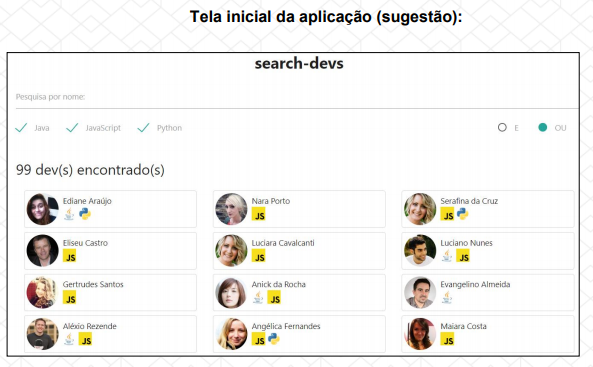 Tela inicial da aplicação (sugestão):
search-devs
Pesquisa por nome:
Java JavaScript Python E OU
99 dev(s) encontrado(s)
Ediane Araújo Nara Porto Serafina da Cruz
JS JS
Eliseu Castro Luciara Cavalcanti Luciano Nunes
JS JS JS
Gertrudes Santos Anick da Rocha Evangelino Almeida
JS JS
Aléxio Rezende Angélica Fernandes Maiara Costa
JS JS JS